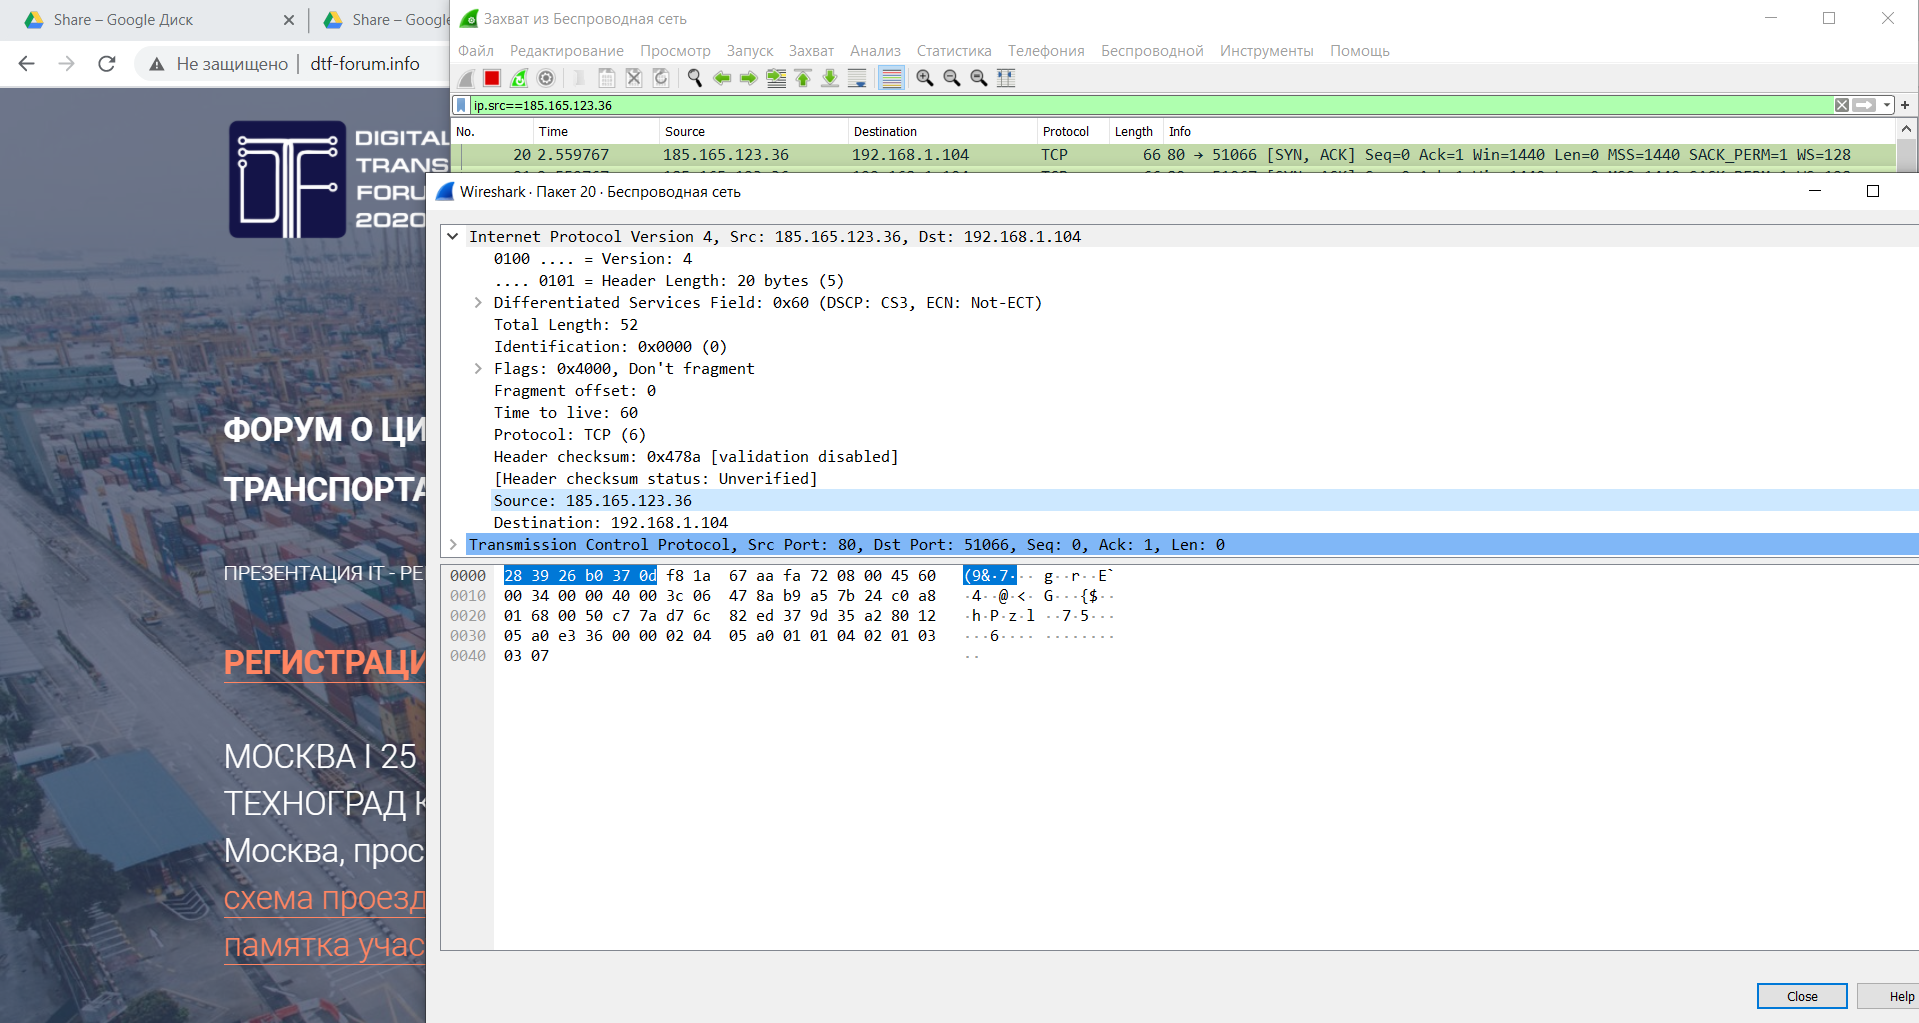 Share – Google Диск
Share – Google
Не защищено
dtf-forum.info
DIGITAL
TRANS
FORU
2020
ФОРУМ О ЦИ
ТРАНСПОРТА
ПРЕЗЕНТАЦИЯ IT - РЕ
РЕГИСТРАЦИ
МОСКВА I 25
ТЕХНОГРАД К
Москва, прос
схема проезд
памятка учас
Захват из Беспроводная сеть
Файл Редактирование Просмотр Запуск Захват Анализ Статистика Телефония Беспроводной Инструменты Помощь
ip.src==185.165.123.36
No. Time Source Destination Protocol Length Info
20 2.559767 185.165.123.36 192.168.1.104 TCP 66 80 → 51066 [SYN, ACK] Seq=0 Ack=1 Win=1440 Len=0 MSS=1440 SACK_PERM=1 WS=128
Wireshark · Пакет 20 · Беспроводная сеть
Internet Protocol Version 4, Src: 185.165.123.36, Dst: 192.168.1.104
0100 .... = Version: 4
.... 0101 = Header Length: 20 bytes (5)
Differentiated Services Field: 0x60 (DSCP: CS3, ECN: Not-ECT)
Total Length: 52
Identification: 0x0000 (0)
Flags: 0x4000, Don't fragment
Fragment offset: 0
Time to live: 60
Protocol: TCP (6)
Header checksum: 0x478a [validation disabled]
[Header checksum status: Unverified]
Source: 185.165.123.36
Destination: 192.168.1.104
Transmission Control Protocol, Src Port: 80, Dst Port: 51066, Seq: 0, Ack: 1, Len: 0
0000 28 39 26 b0 37 0d f8 1a 67 aa fa 72 08 00 45 60 (9&·7··· g··r··E`
0010 00 34 00 00 40 00 3c 06 47 8a b9 a5 7b 24 c0 a8 ·4··@·<· G···{$··
0020 01 68 00 50 c7 7a d7 6c 82 ed 37 9d 35 a2 80 12 ·h·P·z·l ··7·5···
0030 05 a0 e3 36 00 00 02 04 05 a0 01 01 04 02 01 03 ···6···· ········
0040 03 07 ··
Close
Help